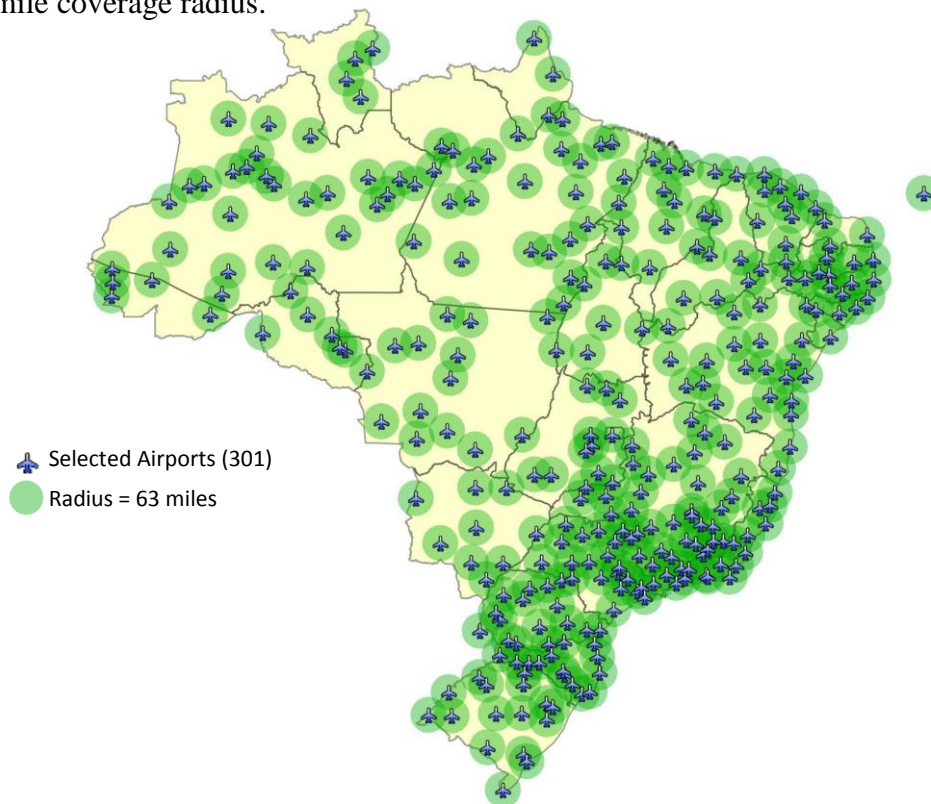 mile coverage radius.
Selected Airports (301)
Radius = 63 miles